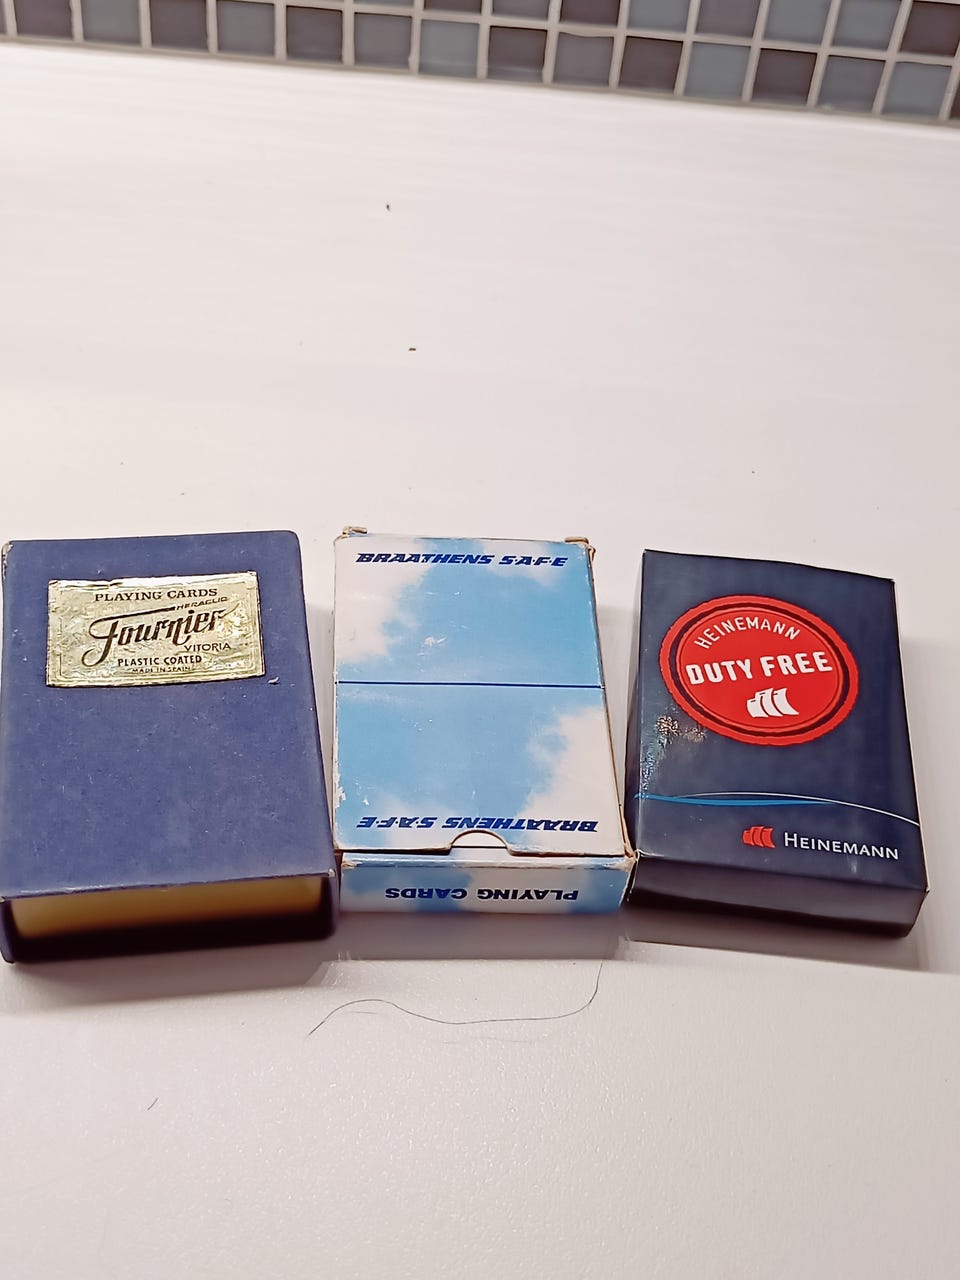 PLAYING CARDS
HERACLIO
Fournier
VITORIA
PLASTIC COATED
MADE IN SPAIN
BRAATHENS S·A·F·E
BRAATHENS S·A·F·E
PLAYING CARDS
HEINEMANN
DUTY FREE
HEINEMANN